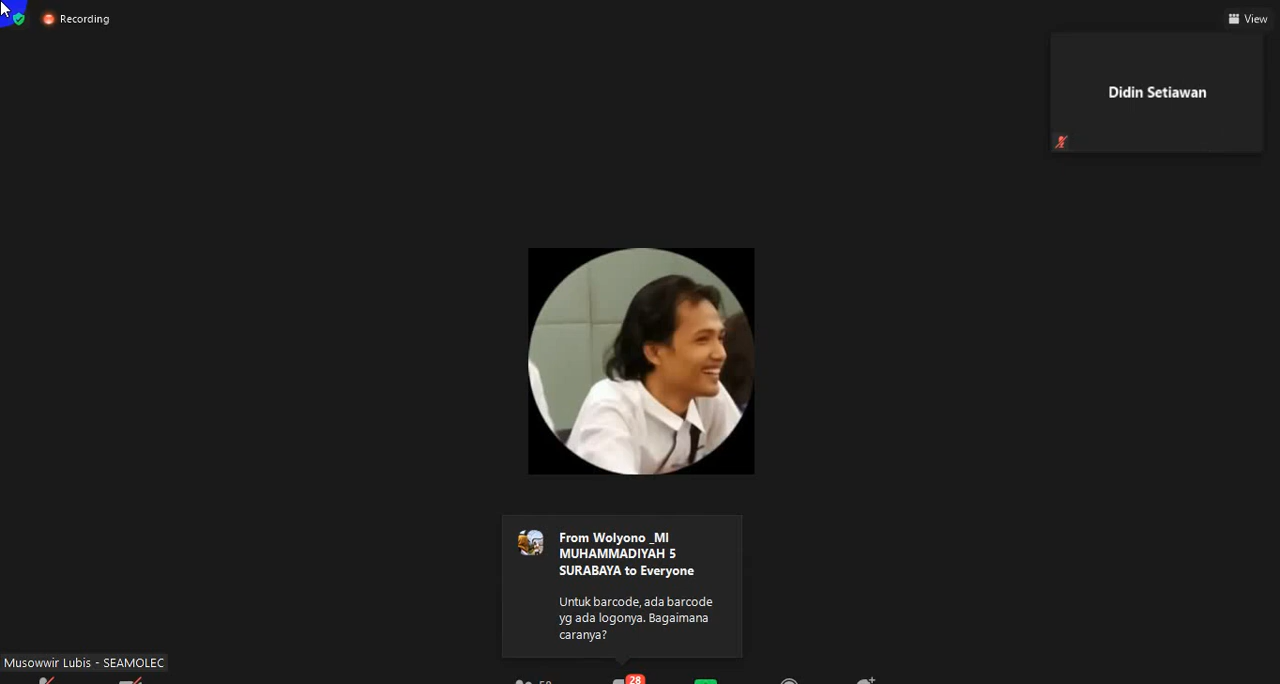 Recording
View
Didin Setiawan
From Wolyono _MI
MUHAMMADIYAH 5
SURABAYA to Everyone
Untuk barcode, ada barcode
yg ada logonya. Bagaimana
caranya?
Musowwir Lubis - SEAMOLEC
28